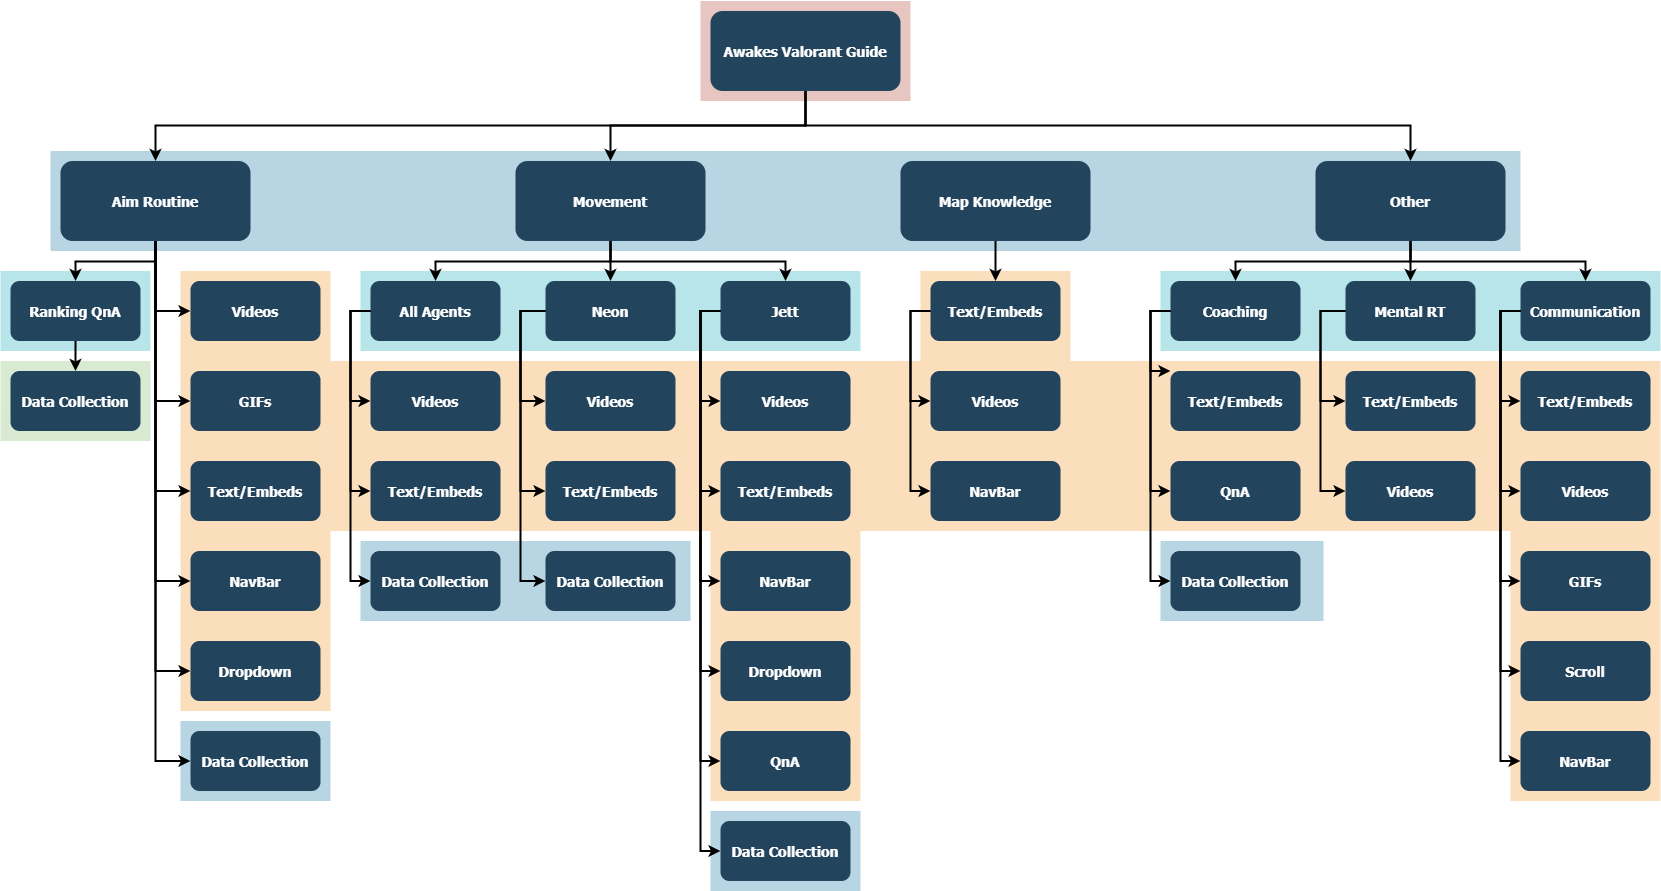 Awakes Valorant Guide
Aim Routine
Movement
Map Knowledge
Other
Ranking QnA
Videos
All Agents
Neon
Jett
Text/Embeds
Coaching
Mental RT
Communication
Data Collection
GIFs
Videos
Videos
Videos
Videos
Text/Embeds
Text/Embeds
Text/Embeds
Text/Embeds
Text/Embeds
Text/Embeds
Text/Embeds
NavBar
QnA
Videos
Videos
NavBar
Data Collection
Data Collection
NavBar
Data Collection
GIFs
Dropdown
Dropdown
Scroll
Data Collection
QnA
NavBar
Data Collection